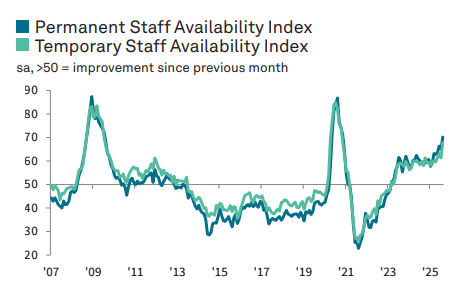 Permanent Staff Availability Index
Temporary Staff Availability Index
sa, >50 = improvement since previous month
90
80
70
60
50
40
30
20
'07 '09 '11 '13 '15 '17 '19 '21 '23 '25